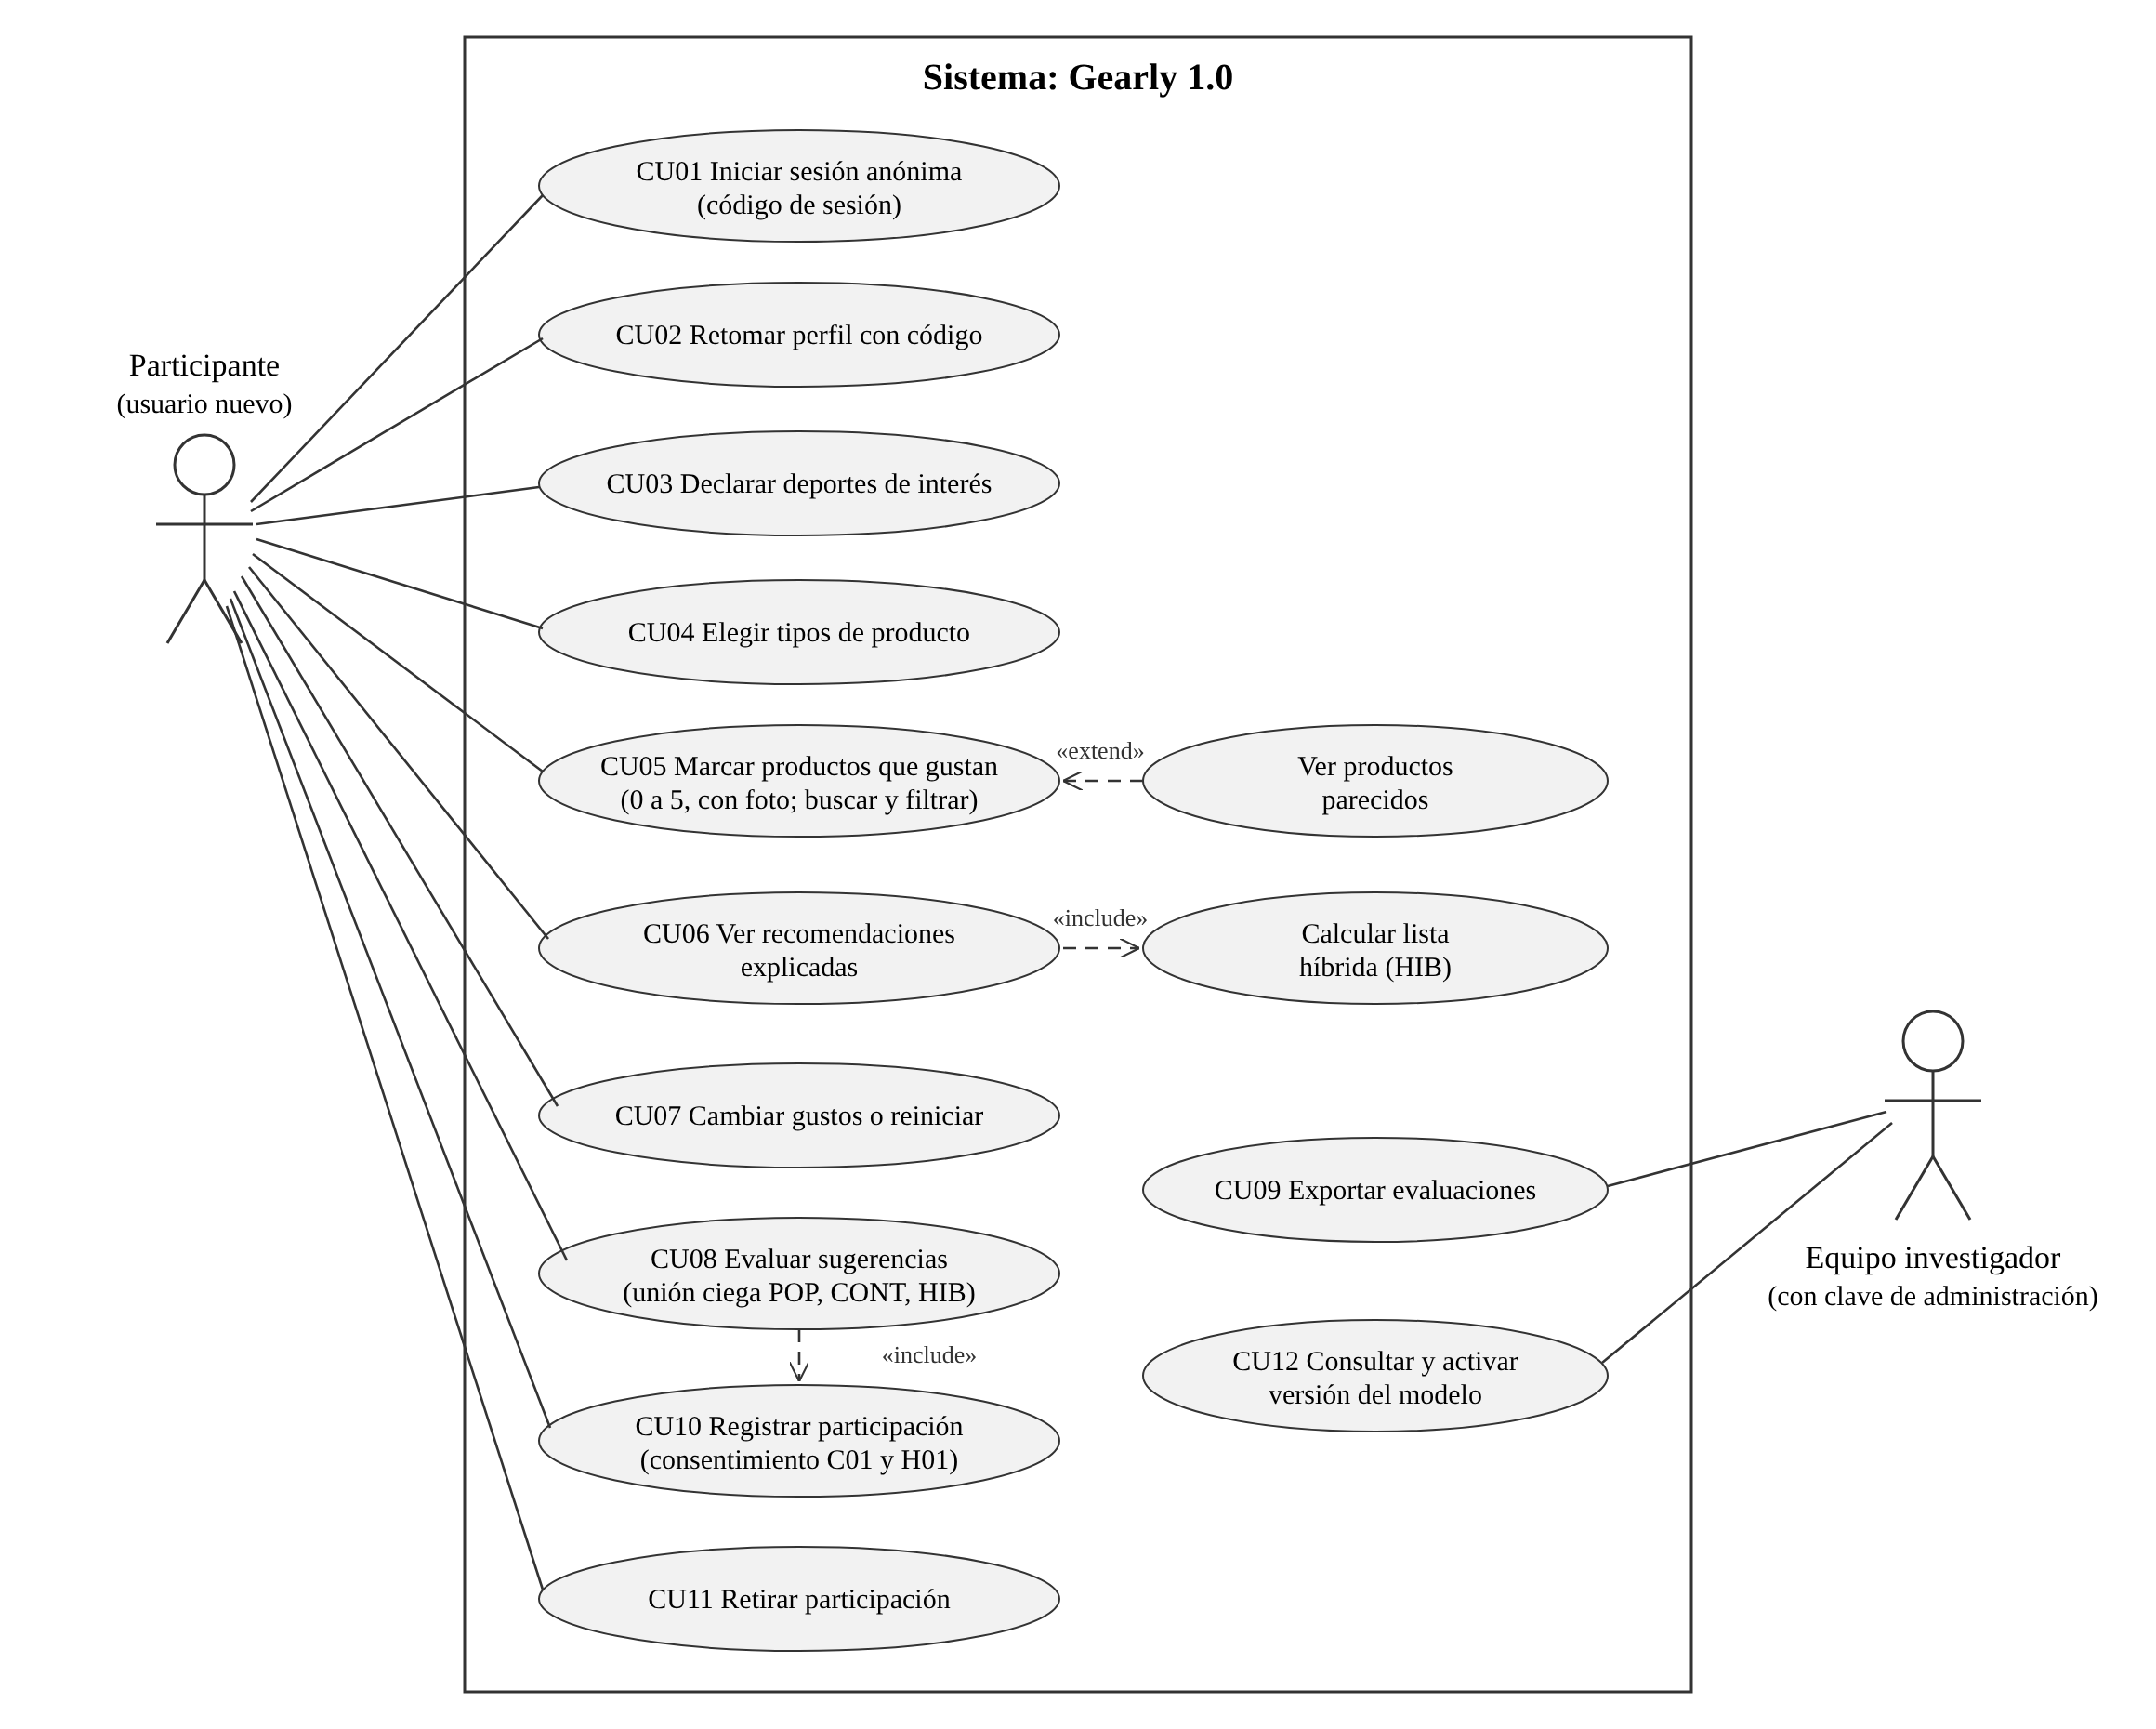 Sistema: Gearly 1.0
CU01 Iniciar sesión anónima
(código de sesión)
CU02 Retomar perfil con código
Participante
(usuario nuevo)
CU03 Declarar deportes de interés
CU04 Elegir tipos de producto
CU05 Marcar productos que gustan
(0 a 5, con foto; buscar y filtrar)
«extend»
Ver productos
parecidos
CU06 Ver recomendaciones
explicadas
«include»
Calcular lista
híbrida (HIB)
CU07 Cambiar gustos o reiniciar
CU09 Exportar evaluaciones
CU08 Evaluar sugerencias
(unión ciega POP, CONT, HIB)
Equipo investigador
(con clave de administración)
«include»
CU12 Consultar y activar
versión del modelo
CU10 Registrar participación
(consentimiento C01 y H01)
CU11 Retirar participación